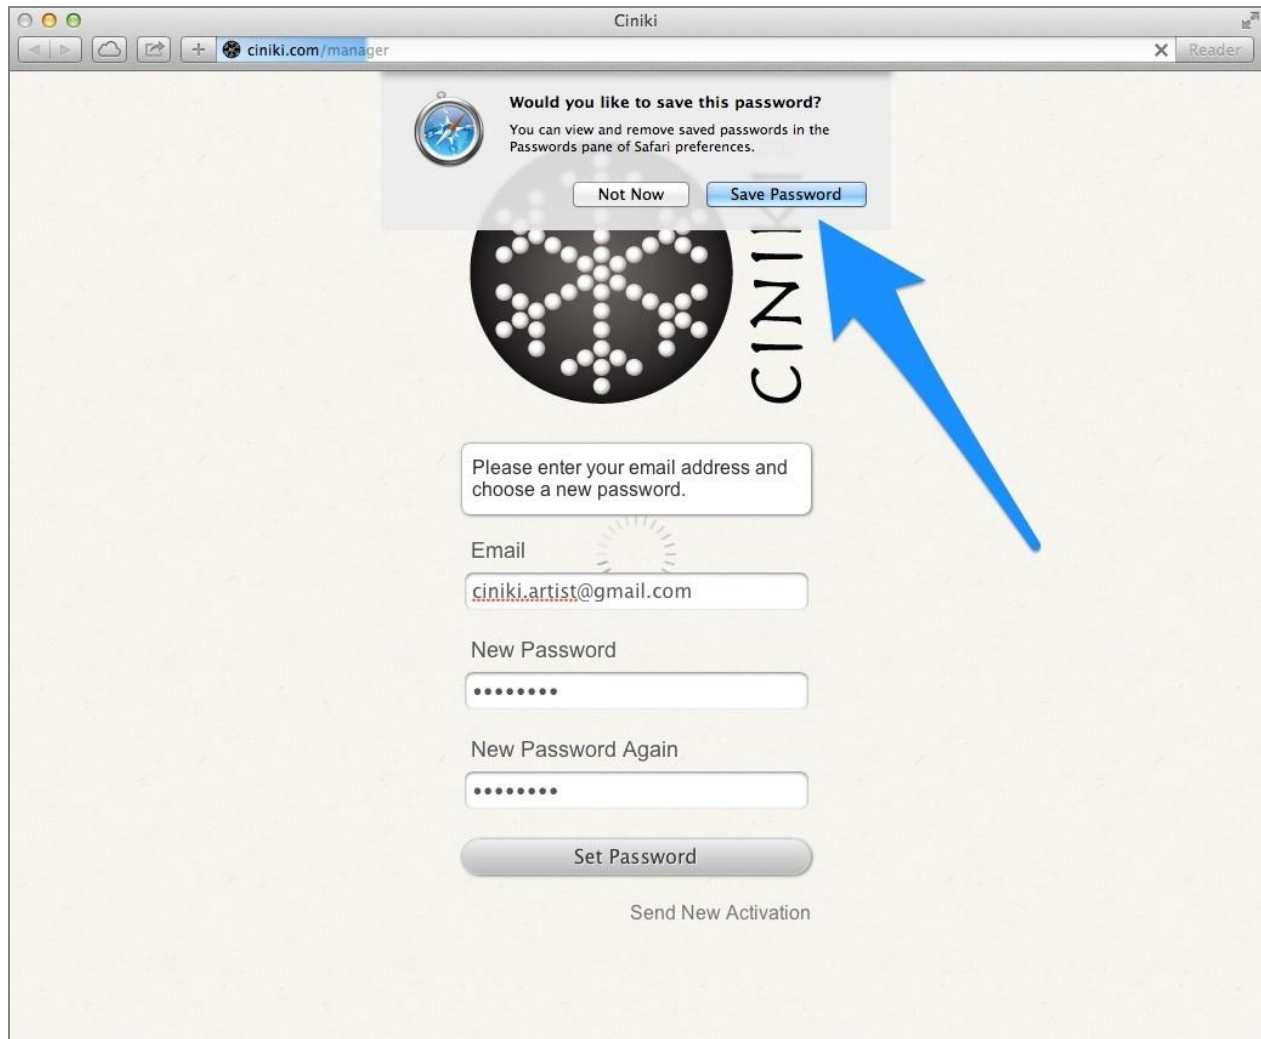 Ciniki
ciniki.com/manager
Reader
Would you like to save this password?
You can view and remove saved passwords in the
Passwords pane of Safari preferences.
Not Now
Save Password
CINIKI
Please enter your email address and
choose a new password.
Email
ciniki.artist@gmail.com
New Password
••••••••
New Password Again
••••••••
Set Password
Send New Activation